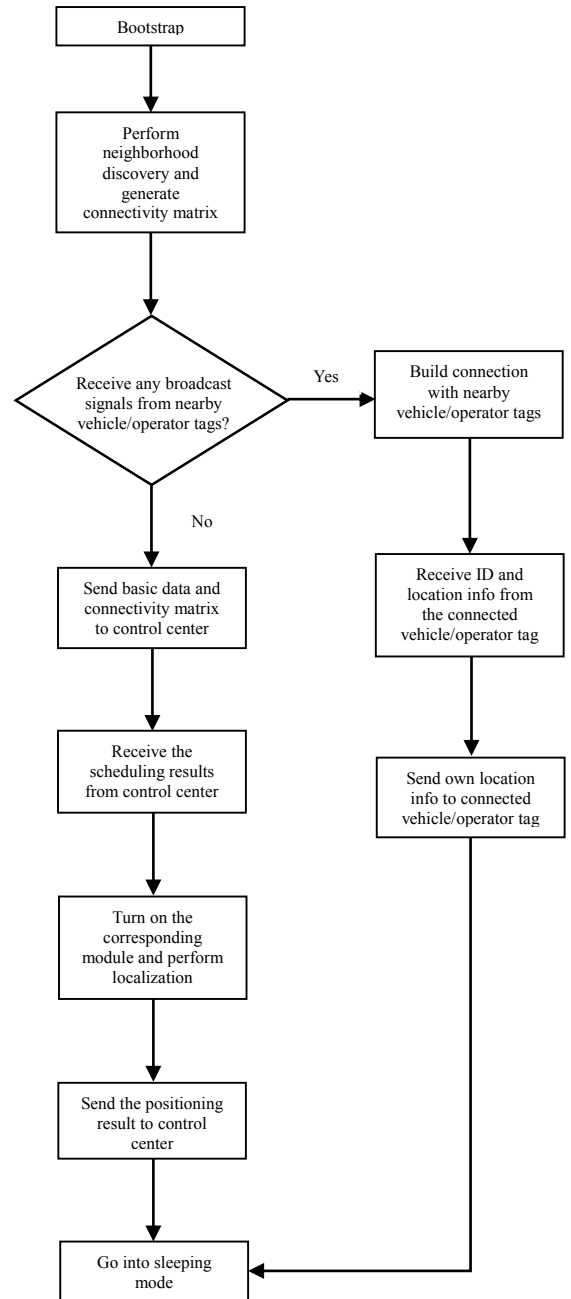 Bootstrap
Perform
neighborhood
discovery and
generate
connectivity matrix
Receive any broadcast
signals from nearby
vehicle/operator tags?
Yes
Build connection
with nearby
vehicle/operator tags
No
Receive ID and
location info from
the connected
vehicle/operator tag
Send basic data and
connectivity matrix
to control center
Receive the
scheduling results
from control center
Send own location
info to connected
vehicle/operator tag
Turn on the
corresponding
module and perform
localization
Send the positioning
result to control
center
Go into sleeping
mode